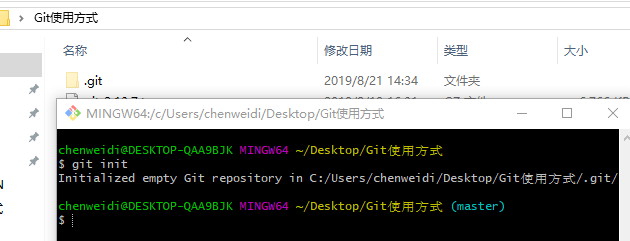 Git使用方式
名称
修改日期
类型
大小
.git
2019/8/21 14:34
文件夹
MINGW64:/c/Users/chenweidi/Desktop/Git使用方式
chenweidi@DESKTOP-QAA9BJK MINGW64 ~/Desktop/Git使用方式
$ git init
Initialized empty Git repository in C:/Users/chenweidi/Desktop/Git使用方式/.git/
chenweidi@DESKTOP-QAA9BJK MINGW64 ~/Desktop/Git使用方式 (master)
$